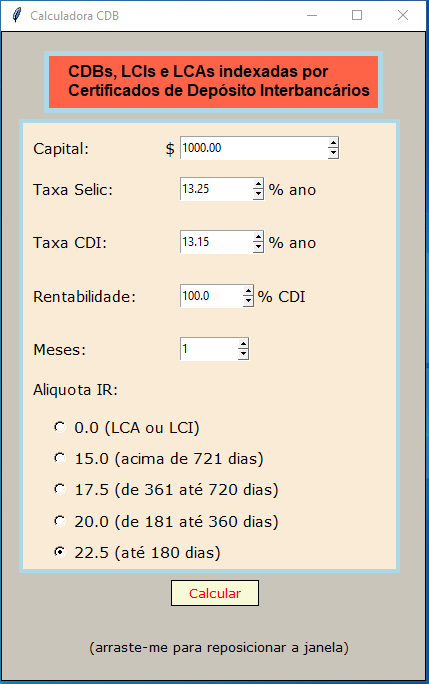 Calculadora CDB
CDBs, LCIs e LCAs indexadas por
Certificados de Depósito Interbancários
Capital: $ 1000.00
Taxa Selic: 13.25 % ano
Taxa CDI: 13.15 % ano
Rentabilidade: 100.0 % CDI
Meses: 1
Aliquota IR:
0.0 (LCA ou LCI)
15.0 (acima de 721 dias)
17.5 (de 361 até 720 dias)
20.0 (de 181 até 360 dias)
22.5 (até 180 dias)
Calcular
(arraste-me para reposicionar a janela)